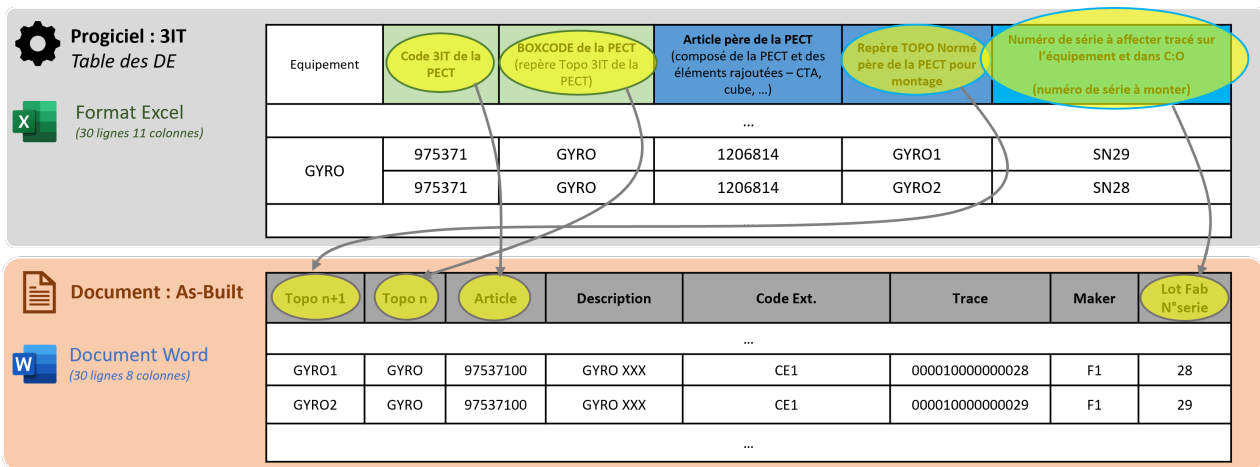 Progiciel : 3IT
Table des DE
X
Format Excel
(30 lignes 11 colonnes)
Equipement
Code 3IT de la
PECT
BOXCODE de la PECT
(repère Topo 3IT de la
PECT)
Article père de la PECT
(composé de la PECT et des
éléments rajoutées – CTA,
cube, ...)
Repère TOPO Normé
père de la PECT pour
montage
Numéro de série à affecter tracé sur
l'équipement et dans C:O
(numéro de série à monter)
...
GYRO
975371 GYRO 1206814 GYRO1 SN29
975371 GYRO 1206814 GYRO2 SN28
Document : As-Built
W
Document Word
(30 lignes 8 colonnes)
Topo n+1 Topo n Article Description Code Ext. Trace Maker Lot Fab
N°serie
...
GYRO1 GYRO 97537100 GYRO XXX CE1 000010000000028 F1 28
GYRO2 GYRO 97537100 GYRO XXX CE1 000010000000029 F1 29
...